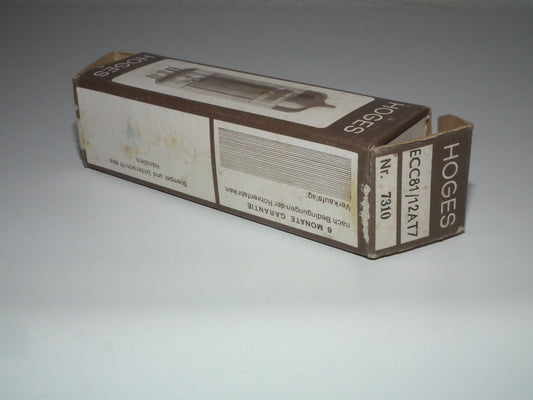 HOGES
HOGES
HOGES
ECC81/12AT7
Nr. 7310
6 MONATE GARANTIE
nach Bedingungen der Röhrenfabriken
Verkaufstag:
Stempel und Unterschrift des
Händlers